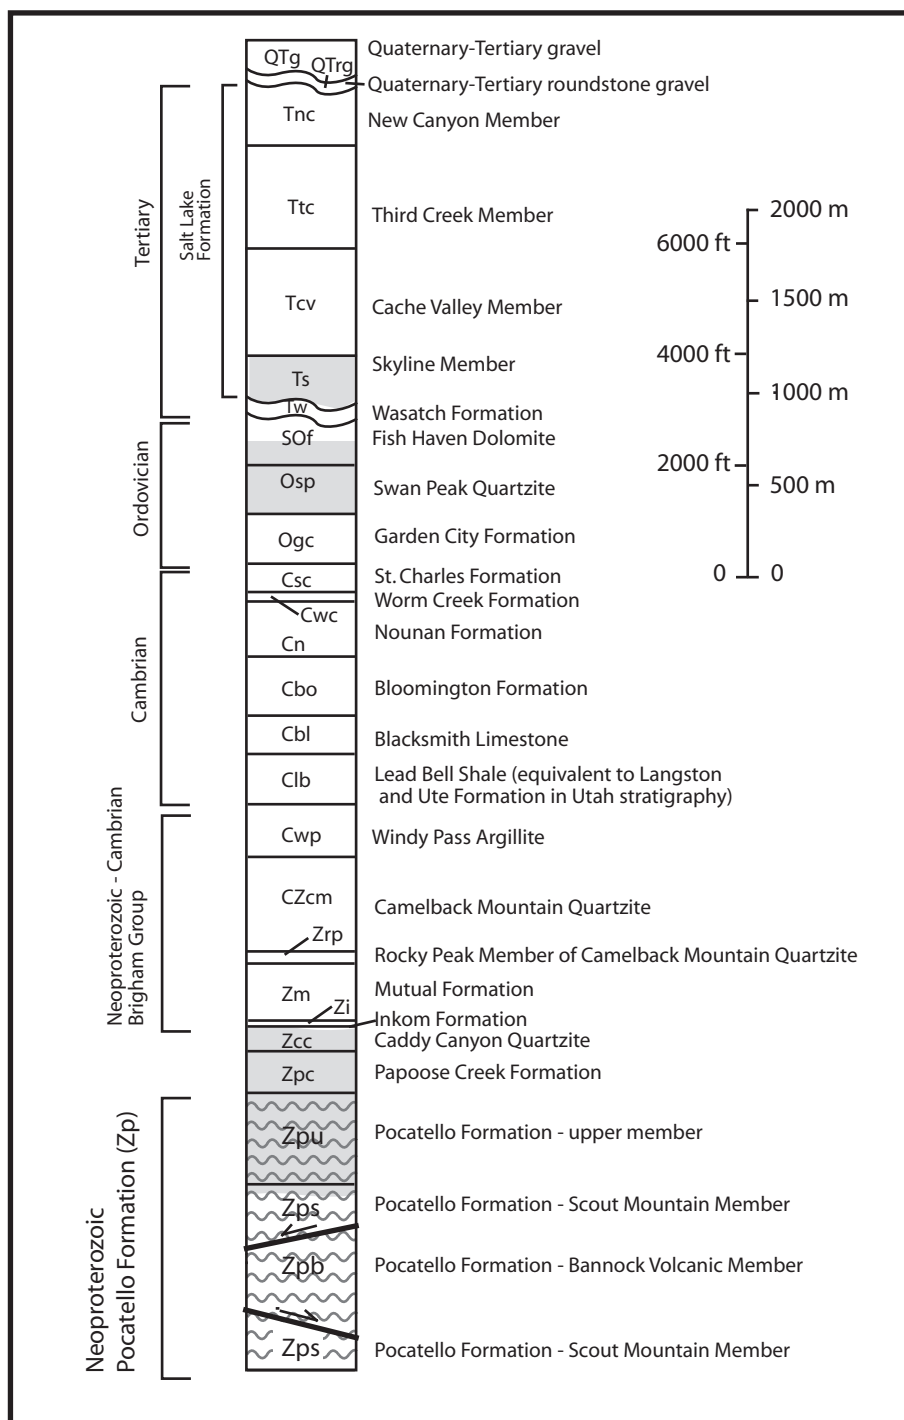 QTg
QTrg
Quaternary-Tertiary gravel
Quaternary-Tertiary roundstone gravel
Tertiary
Salt Lake
Formation
Tnc
New Canyon Member
Ttc
Third Creek Member
Tcv
Cache Valley Member
Ts
Skyline Member
Tw
Wasatch Formation
Ordovician
SOf
Fish Haven Dolomite
Osp
Swan Peak Quartzite
Ogc
Garden City Formation
Cambrian
Csc
St. Charles Formation
Cwc
Worm Creek Formation
Cn
Nounan Formation
Cbo
Bloomington Formation
Cbl
Blacksmith Limestone
Clb
Lead Bell Shale (equivalent to Langston
and Ute Formation in Utah stratigraphy)
Neoproterozoic - Cambrian
Brigham Group
Cwp
Windy Pass Argillite
CZcm
Camelback Mountain Quartzite
Zrp
Rocky Peak Member of Camelback Mountain Quartzite
Zm
Mutual Formation
Zi
Inkom Formation
Zcc
Caddy Canyon Quartzite
Zpc
Papoose Creek Formation
Neoproterozoic
Pocatello Formation (Zp)
Zpu
Pocatello Formation - upper member
Zps
Pocatello Formation - Scout Mountain Member
Zpb
Pocatello Formation - Bannock Volcanic Member
Zps
Pocatello Formation - Scout Mountain Member
2000 m
6000 ft
1500 m
4000 ft
1000 m
2000 ft
500 m
0
0